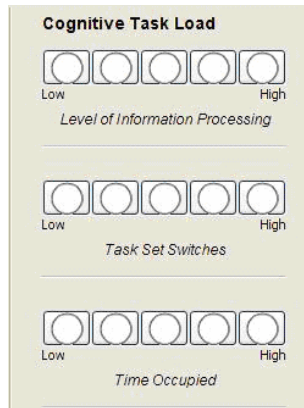 Cognitive Task Load
Low High
Level of Information Processing
Low High
Task Set Switches
Low High
Time Occupied